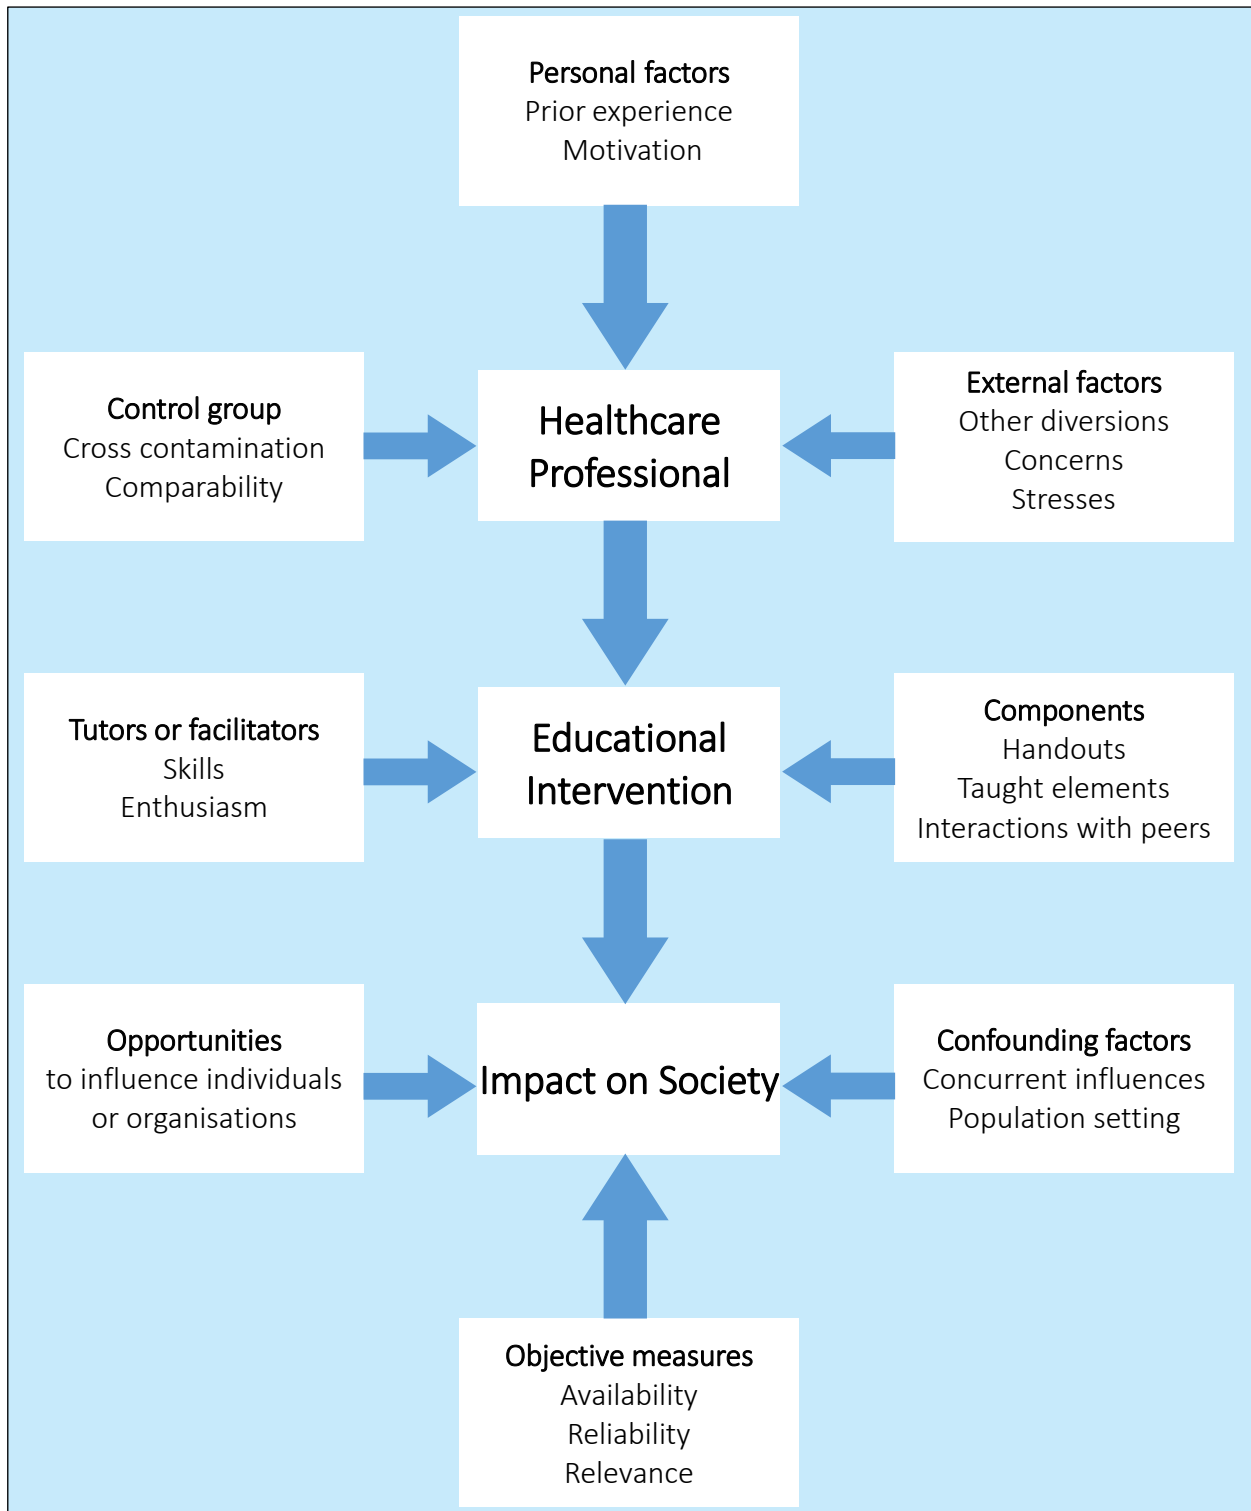 Personal factors
Prior experience
Motivation
Control group
Cross contamination
Comparability
Healthcare
Professional
External factors
Other diversions
Concerns
Stresses
Tutors or facilitators
Skills
Enthusiasm
Educational
Intervention
Components
Handouts
Taught elements
Interactions with peers
Opportunities
to influence individuals
or organisations
Impact on Society
Confounding factors
Concurrent influences
Population setting
Objective measures
Availability
Reliability
Relevance